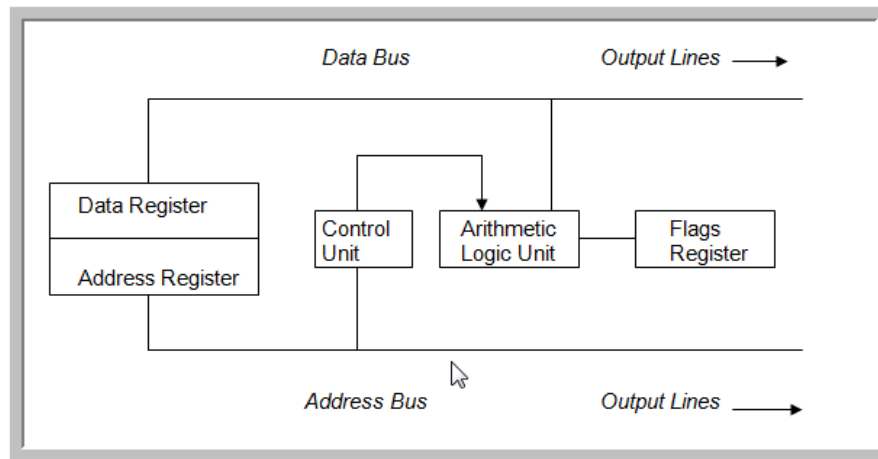 Data Bus
Output Lines
Data Register
Address Register
Control
Unit
Arithmetic
Logic Unit
Flags
Register
Address Bus
Output Lines